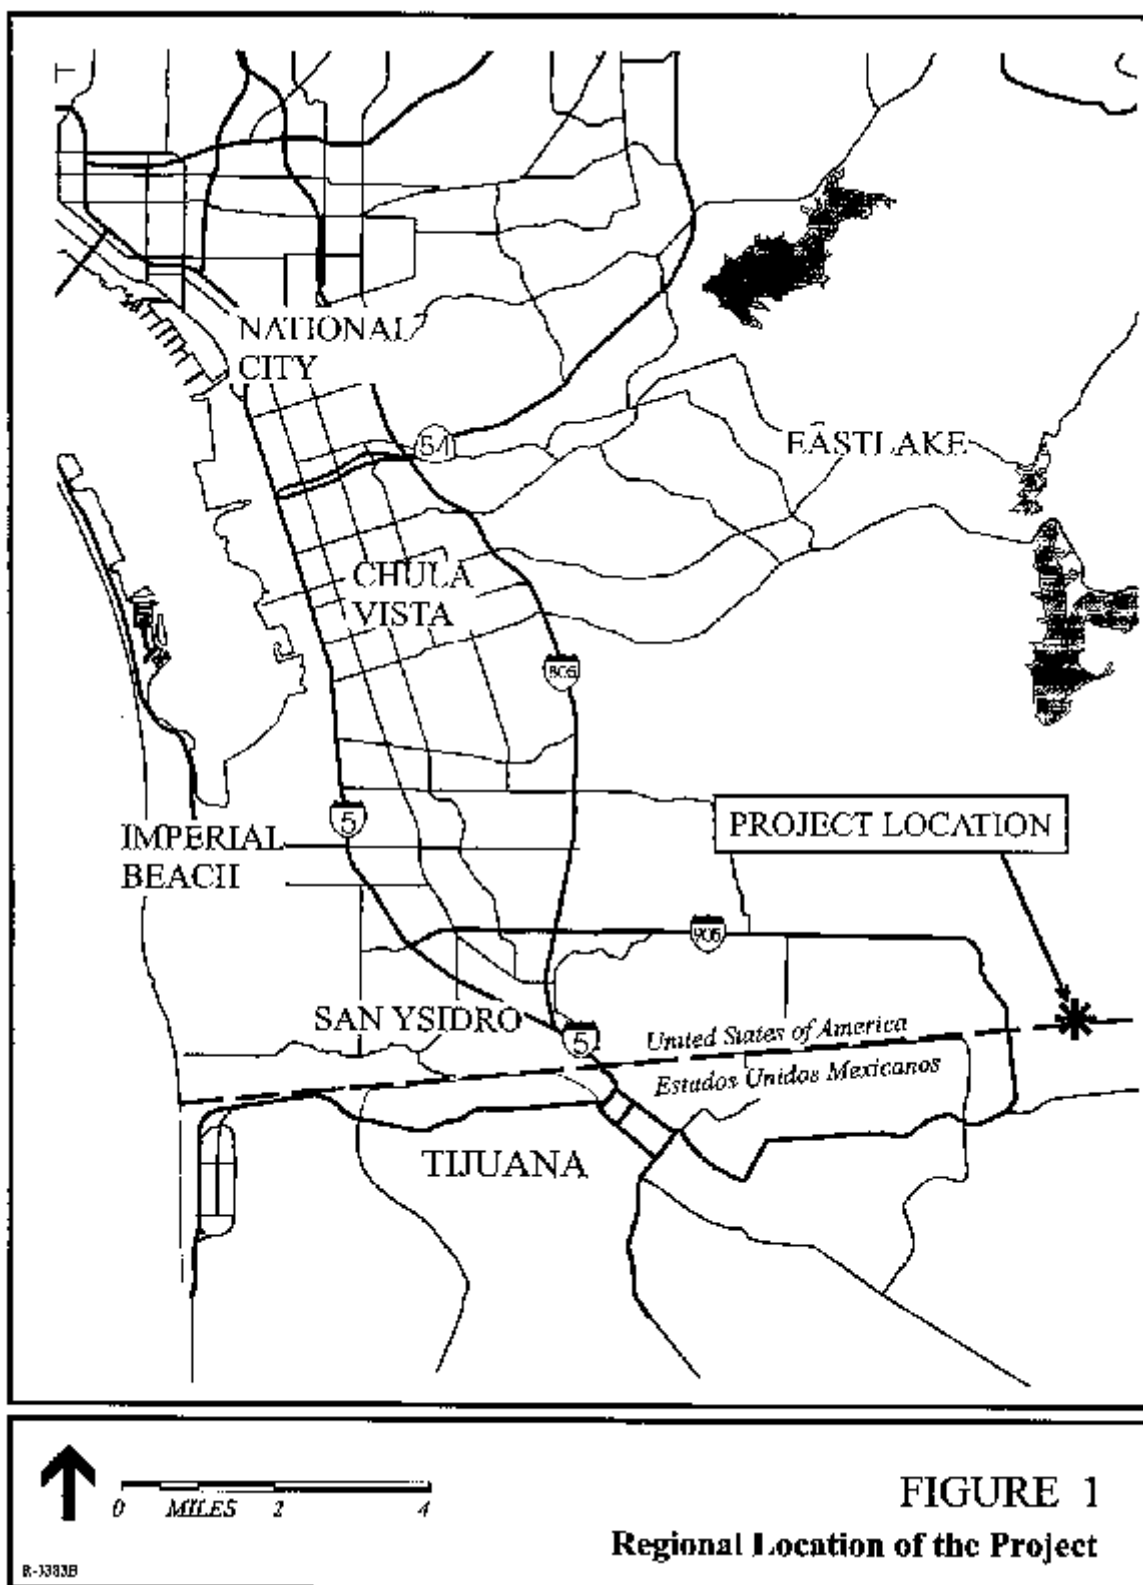 NATIONAL
CITY
54
EASTLAKE
CHULA
VISTA
805
5
PROJECT LOCATION
IMPERIAL
BEACH
905
SAN YSIDRO
5
United States of America
Estados Unidos Mexicanos
TIJUANA
0 MILES 2 4
FIGURE 1
Regional Location of the Project
R-3383B